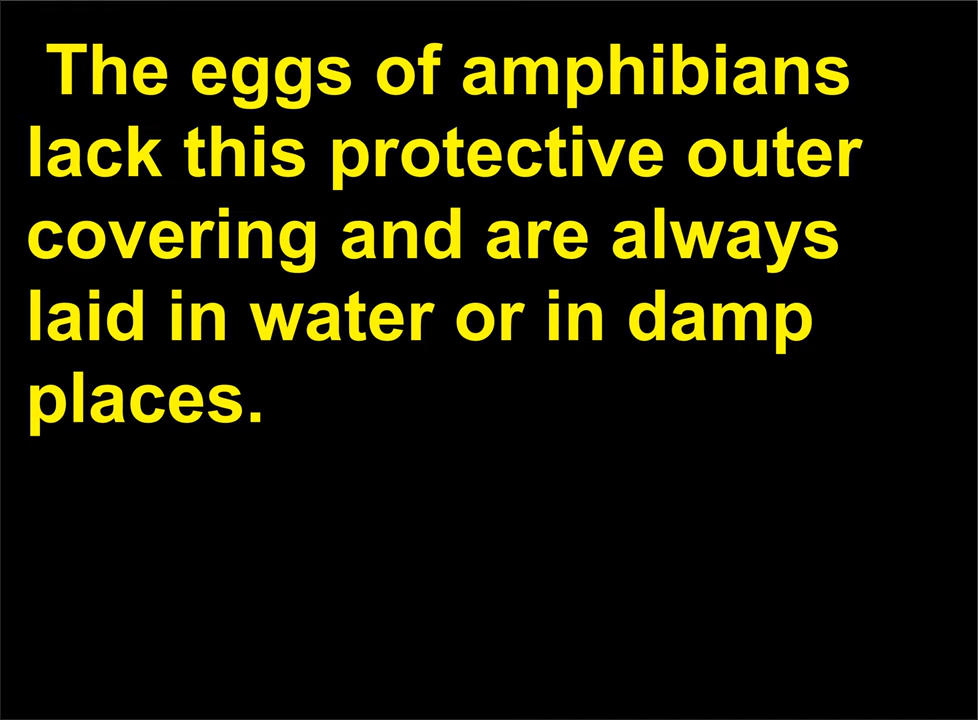 The eggs of amphibians
lack this protective outer
covering and are always
laid in water or in damp
places.